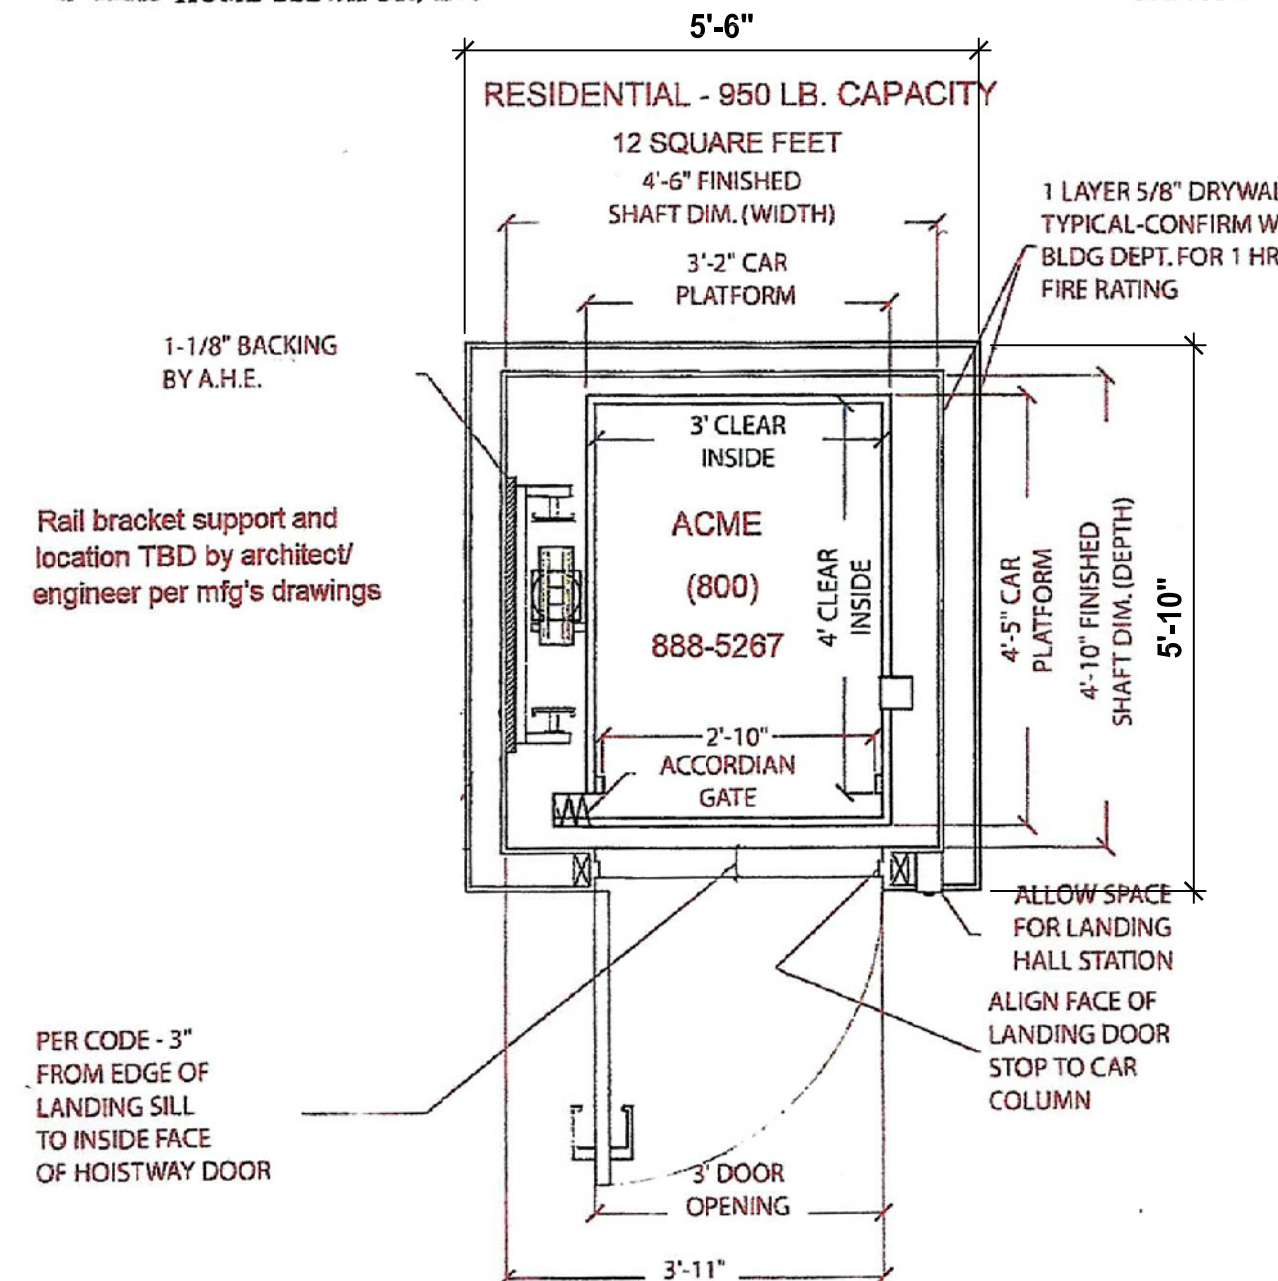 5'-6"
RESIDENTIAL - 950 LB. CAPACITY
12 SQUARE FEET
4'-6" FINISHED
SHAFT DIM. (WIDTH)
3'-2" CAR
PLATFORM
1 LAYER 5/8"
TYPICAL-CONFIRM
BLDG DEPT. FOR 1 HR
FIRE RATING
1-1/8" BACKING
BY A.H.E.
3' CLEAR
INSIDE
Rail bracket support and
location TBD by architect/
engineer per mfg's drawings
ACME
(800)
888-5267
4' CLEAR
INSIDE
4'-5" CAR
PLATFORM
4'-10" FINISHED
SHAFT DIM. (DEPTH)
5'-10"
2'-10"
ACCORDIAN
GATE
ALLOW SPACE
FOR LANDING
HALL STATION
ALIGN FACE OF
LANDING DOOR
STOP TO CAR
COLUMN
PER CODE - 3"
FROM EDGE OF
LANDING SILL
TO INSIDE FACE
OF HOISTWAY DOOR
3' DOOR
OPENING
3'-11"